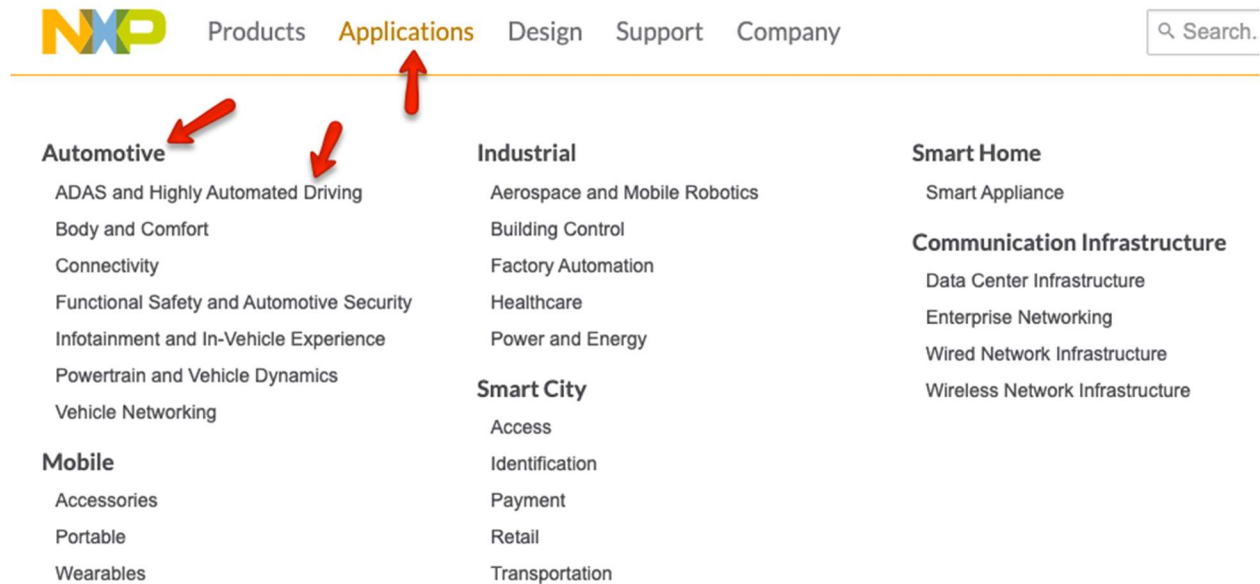 NXP
Products Applications Design Support Company
Search.
Automotive
ADAS and Highly Automated Driving
Body and Comfort
Connectivity
Functional Safety and Automotive Security
Infotainment and In-Vehicle Experience
Powertrain and Vehicle Dynamics
Vehicle Networking
Mobile
Accessories
Portable
Wearables
Industrial
Aerospace and Mobile Robotics
Building Control
Factory Automation
Healthcare
Power and Energy
Smart City
Access
Identification
Payment
Retail
Transportation
Smart Home
Smart Appliance
Communication Infrastructure
Data Center Infrastructure
Enterprise Networking
Wired Network Infrastructure
Wireless Network Infrastructure